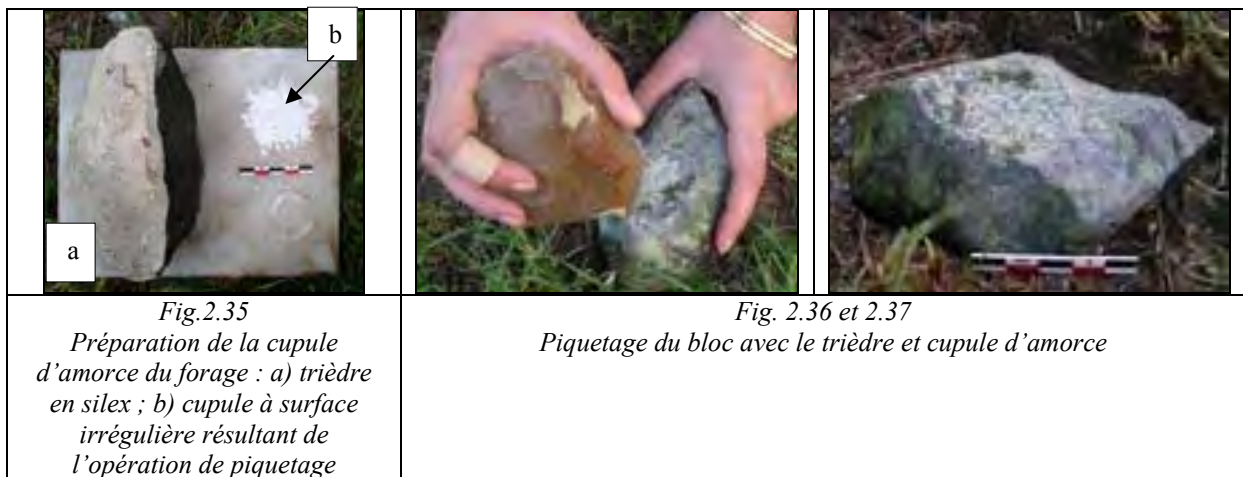 b
a
Fig.2.35
Préparation de la cupule
d'amorce du forage : a) trièdre
en silex ; b) cupule à surface
irrégulière résultant de
l'opération de piquetage
Fig. 2.36 et 2.37
Piquetage du bloc avec le trièdre et cupule d'amorce